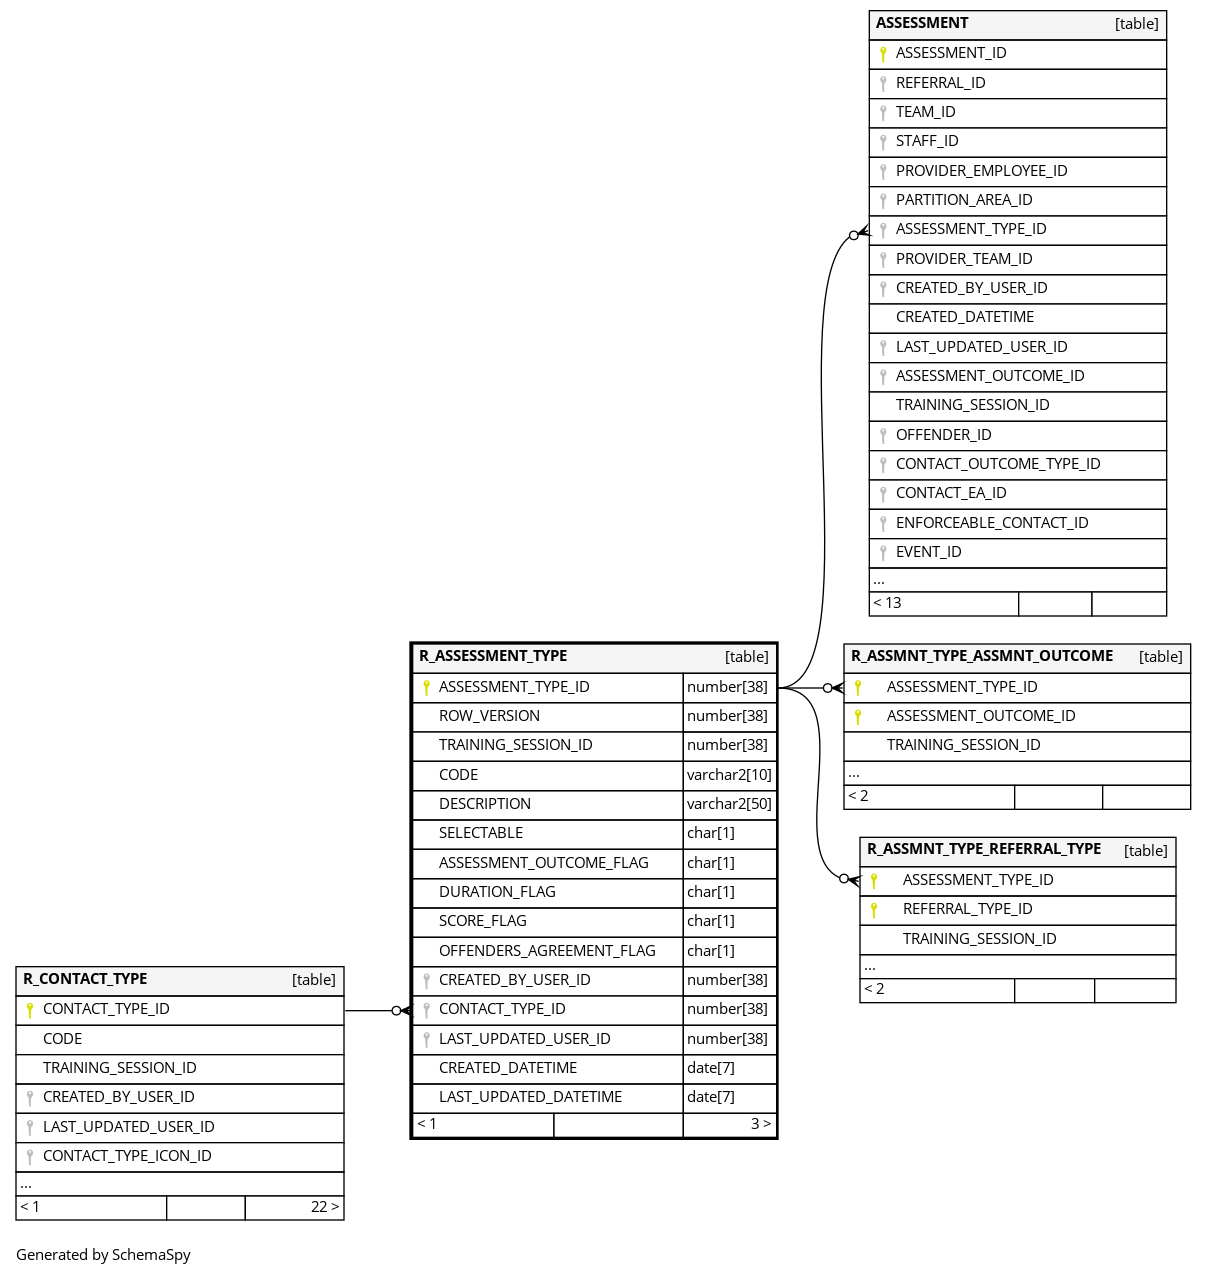 ASSESSMENT [table]
ASSESSMENT_ID
REFERRAL_ID
TEAM_ID
STAFF_ID
PROVIDER_EMPLOYEE_ID
PARTITION_AREA_ID
ASSESSMENT_TYPE_ID
PROVIDER_TEAM_ID
CREATED_BY_USER_ID
CREATED_DATETIME
LAST_UPDATED_USER_ID
ASSESSMENT_OUTCOME_ID
TRAINING_SESSION_ID
OFFENDER_ID
CONTACT_OUTCOME_TYPE_ID
CONTACT_EA_ID
ENFORCEABLE_CONTACT_ID
EVENT_ID
...
< 13
R_ASSESSMENT_TYPE [table]
ASSESSMENT_TYPE_ID number[38]
ROW_VERSION number[38]
TRAINING_SESSION_ID number[38]
CODE varchar2[10]
DESCRIPTION varchar2[50]
SELECTABLE char[1]
ASSESSMENT_OUTCOME_FLAG char[1]
DURATION_FLAG char[1]
SCORE_FLAG char[1]
OFFENDERS_AGREEMENT_FLAG char[1]
CREATED_BY_USER_ID number[38]
CONTACT_TYPE_ID number[38]
LAST_UPDATED_USER_ID number[38]
CREATED_DATETIME date[7]
LAST_UPDATED_DATETIME date[7]
< 1 3 >
R_ASSMNT_TYPE_ASSMNT_OUTCOME [table]
ASSESSMENT_TYPE_ID
ASSESSMENT_OUTCOME_ID
TRAINING_SESSION_ID
...
< 2
R_ASSMNT_TYPE_REFERRAL_TYPE [table]
ASSESSMENT_TYPE_ID
REFERRAL_TYPE_ID
TRAINING_SESSION_ID
...
< 2
R_CONTACT_TYPE [table]
CONTACT_TYPE_ID
CODE
TRAINING_SESSION_ID
CREATED_BY_USER_ID
LAST_UPDATED_USER_ID
CONTACT_TYPE_ICON_ID
...
< 1 22 >
Generated by SchemaSpy